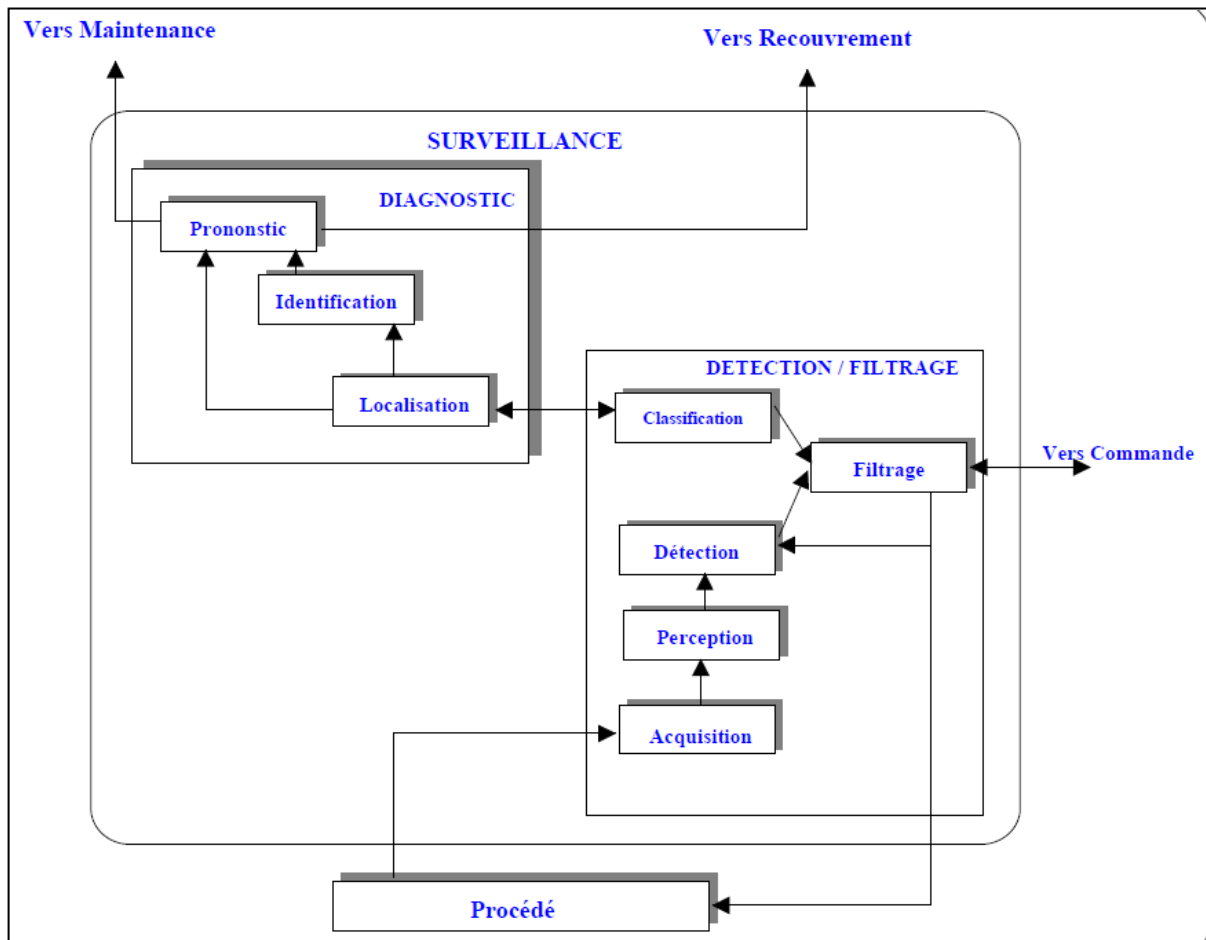 Vers Maintenance
Vers Recouvrement
SURVEILLANCE
DIAGNOSTIC
Prononstic
Identification
Localisation
DETECTION / FILTRAGE
Classification
Filtrage
Vers Commande
Détection
Perception
Acquisition
Procédé